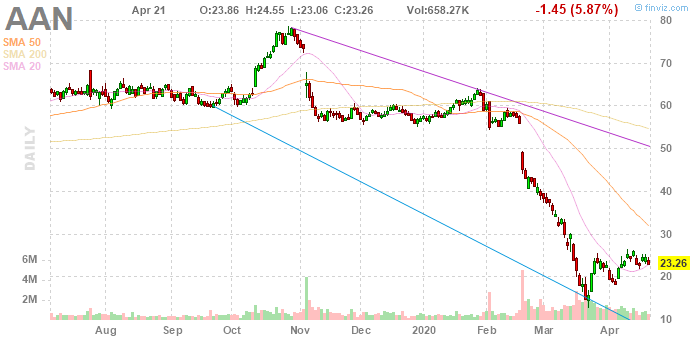 AAN Apr 21 O:23.86 H:24.55 L:23.06 C:23.26 Vol:658.27K © finviz.com -1.45 (5.87%)
SMA 50
SMA 200
SMA 20
DAILY
80
70
60
50
40
30
20
10
23.26
6M
4M
2M
Aug Sep Oct Nov Dec 2020 Feb Mar Apr